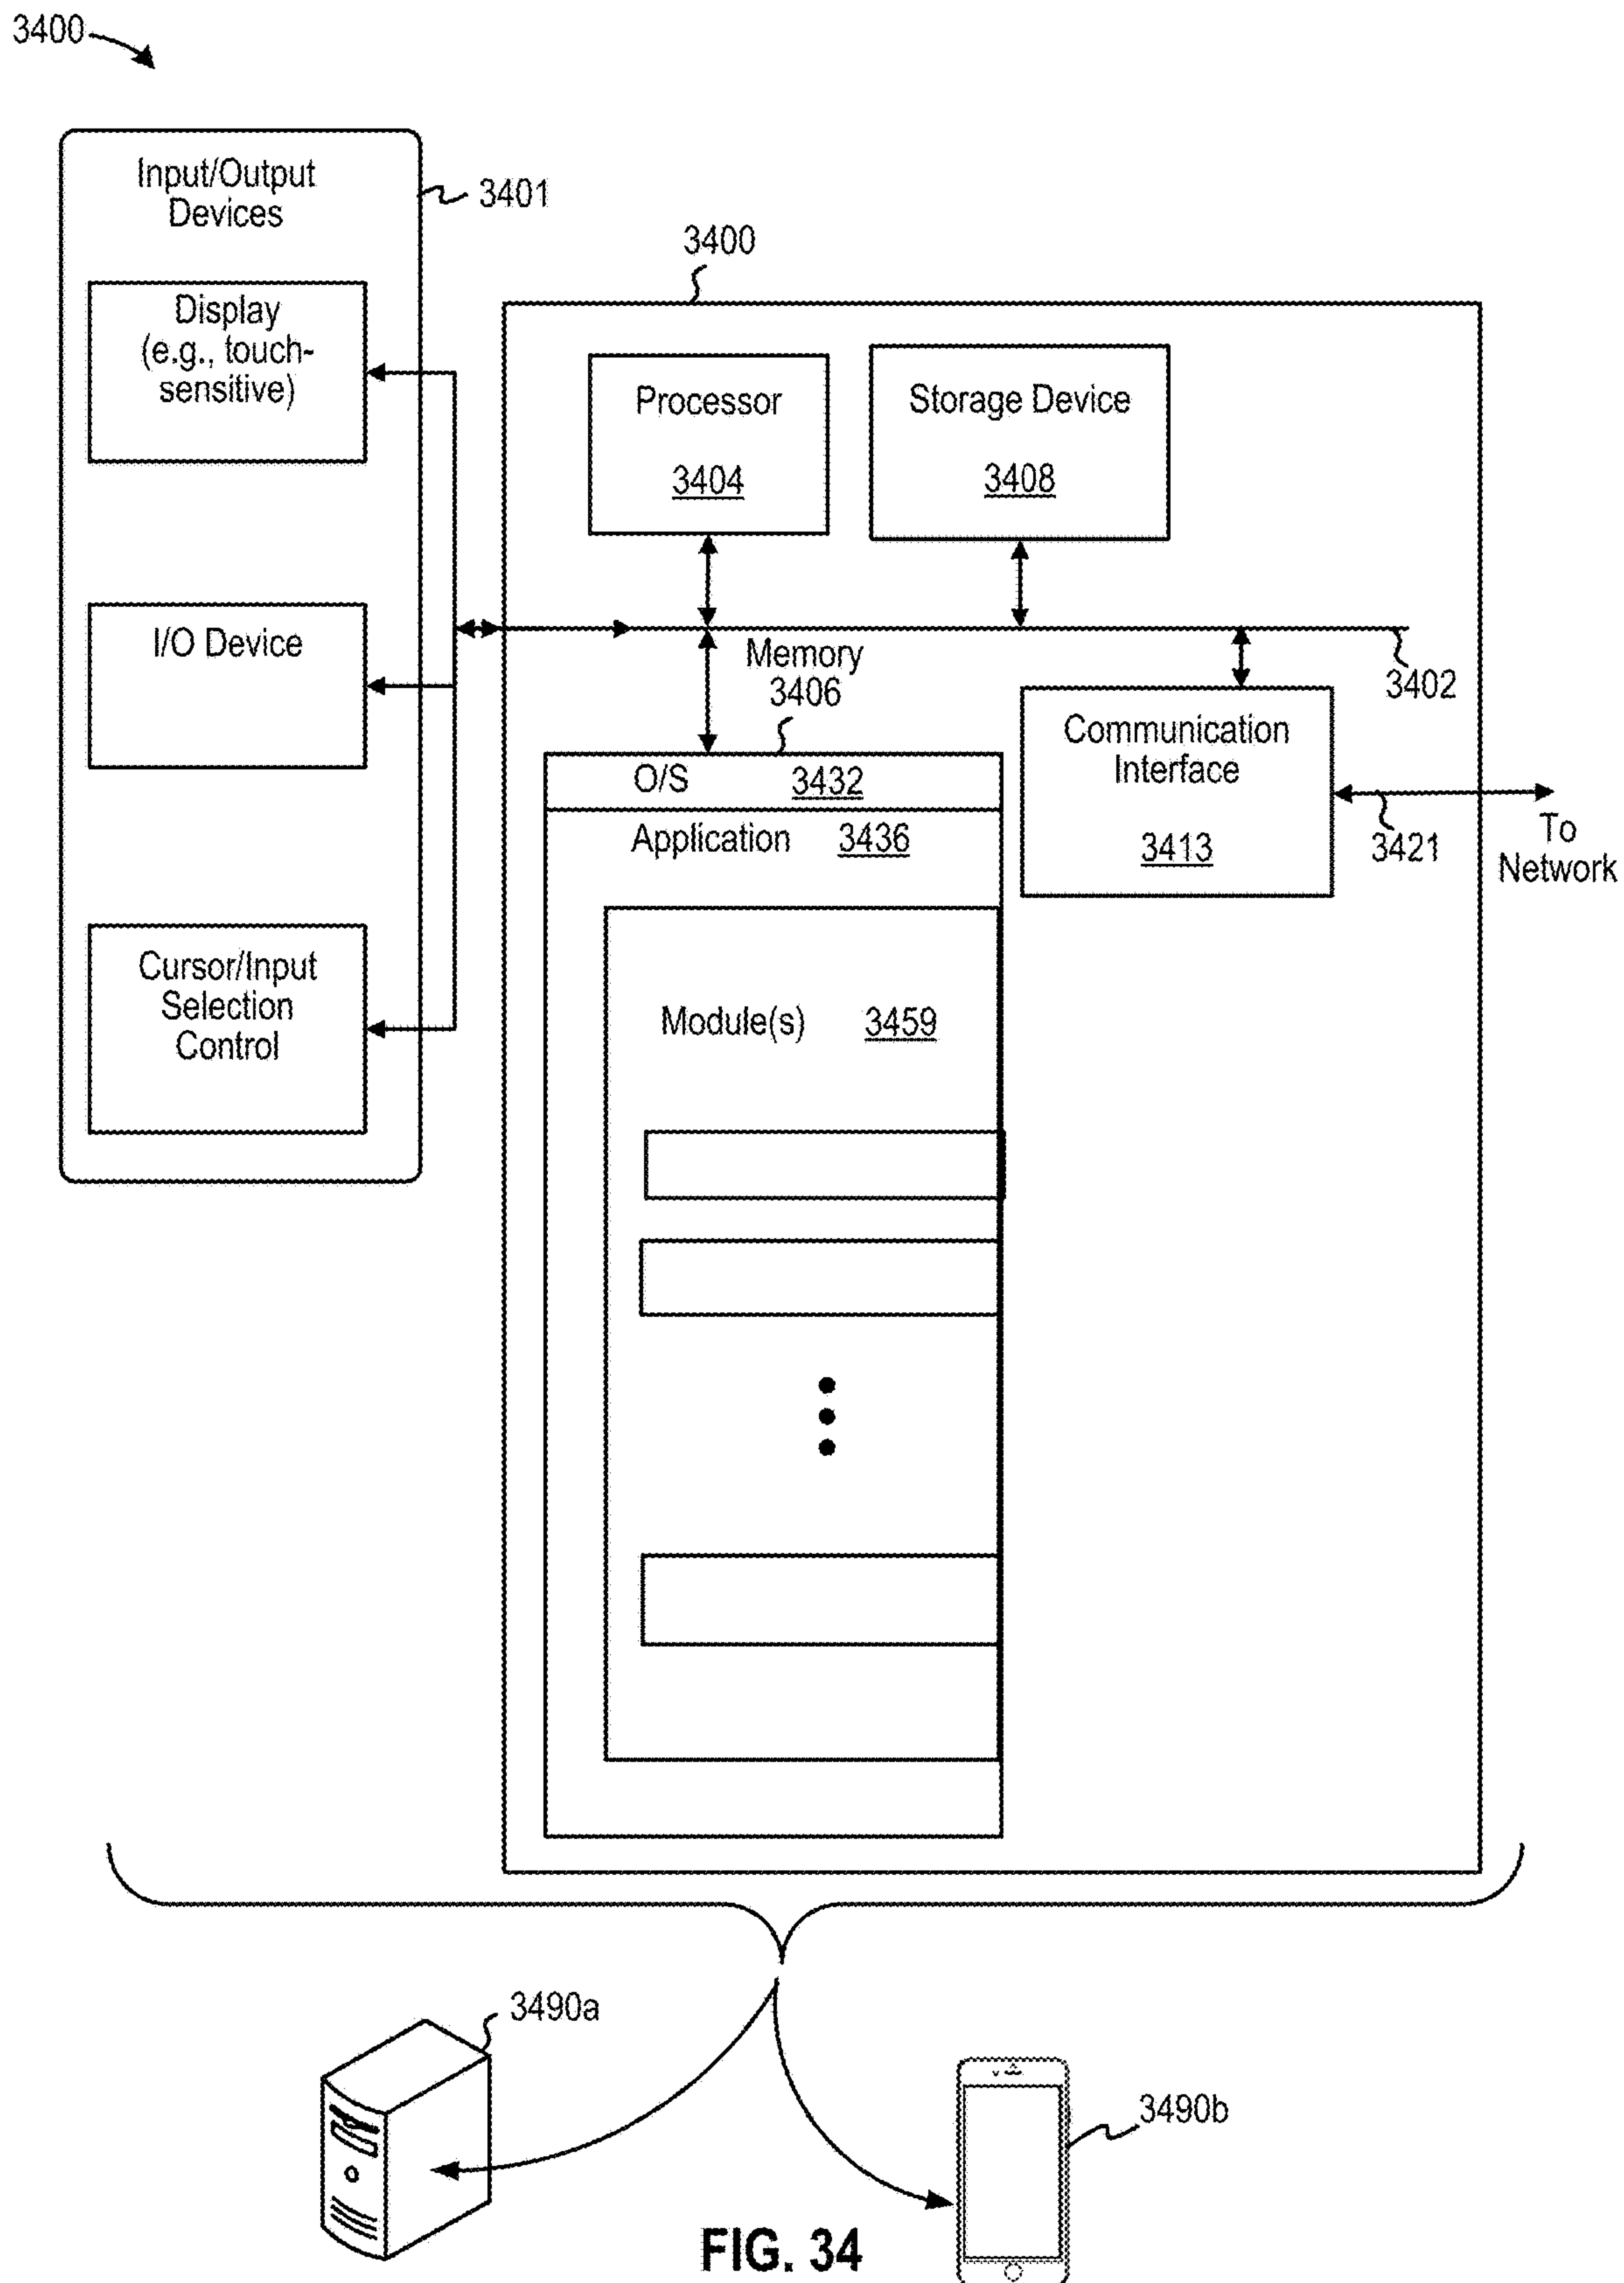 3400
Input/Output
Devices
3401
Display
(e.g., touch-
sensitive)
I/O Device
Cursor/Input
Selection
Control
3400
Processor
3404
Storage Device
3408
Memory
3406
3402
O/S 3432
Application 3436
Module(s) 3459
Communication
Interface
3413
3421
To
Network
3490a
3490b
FIG. 34